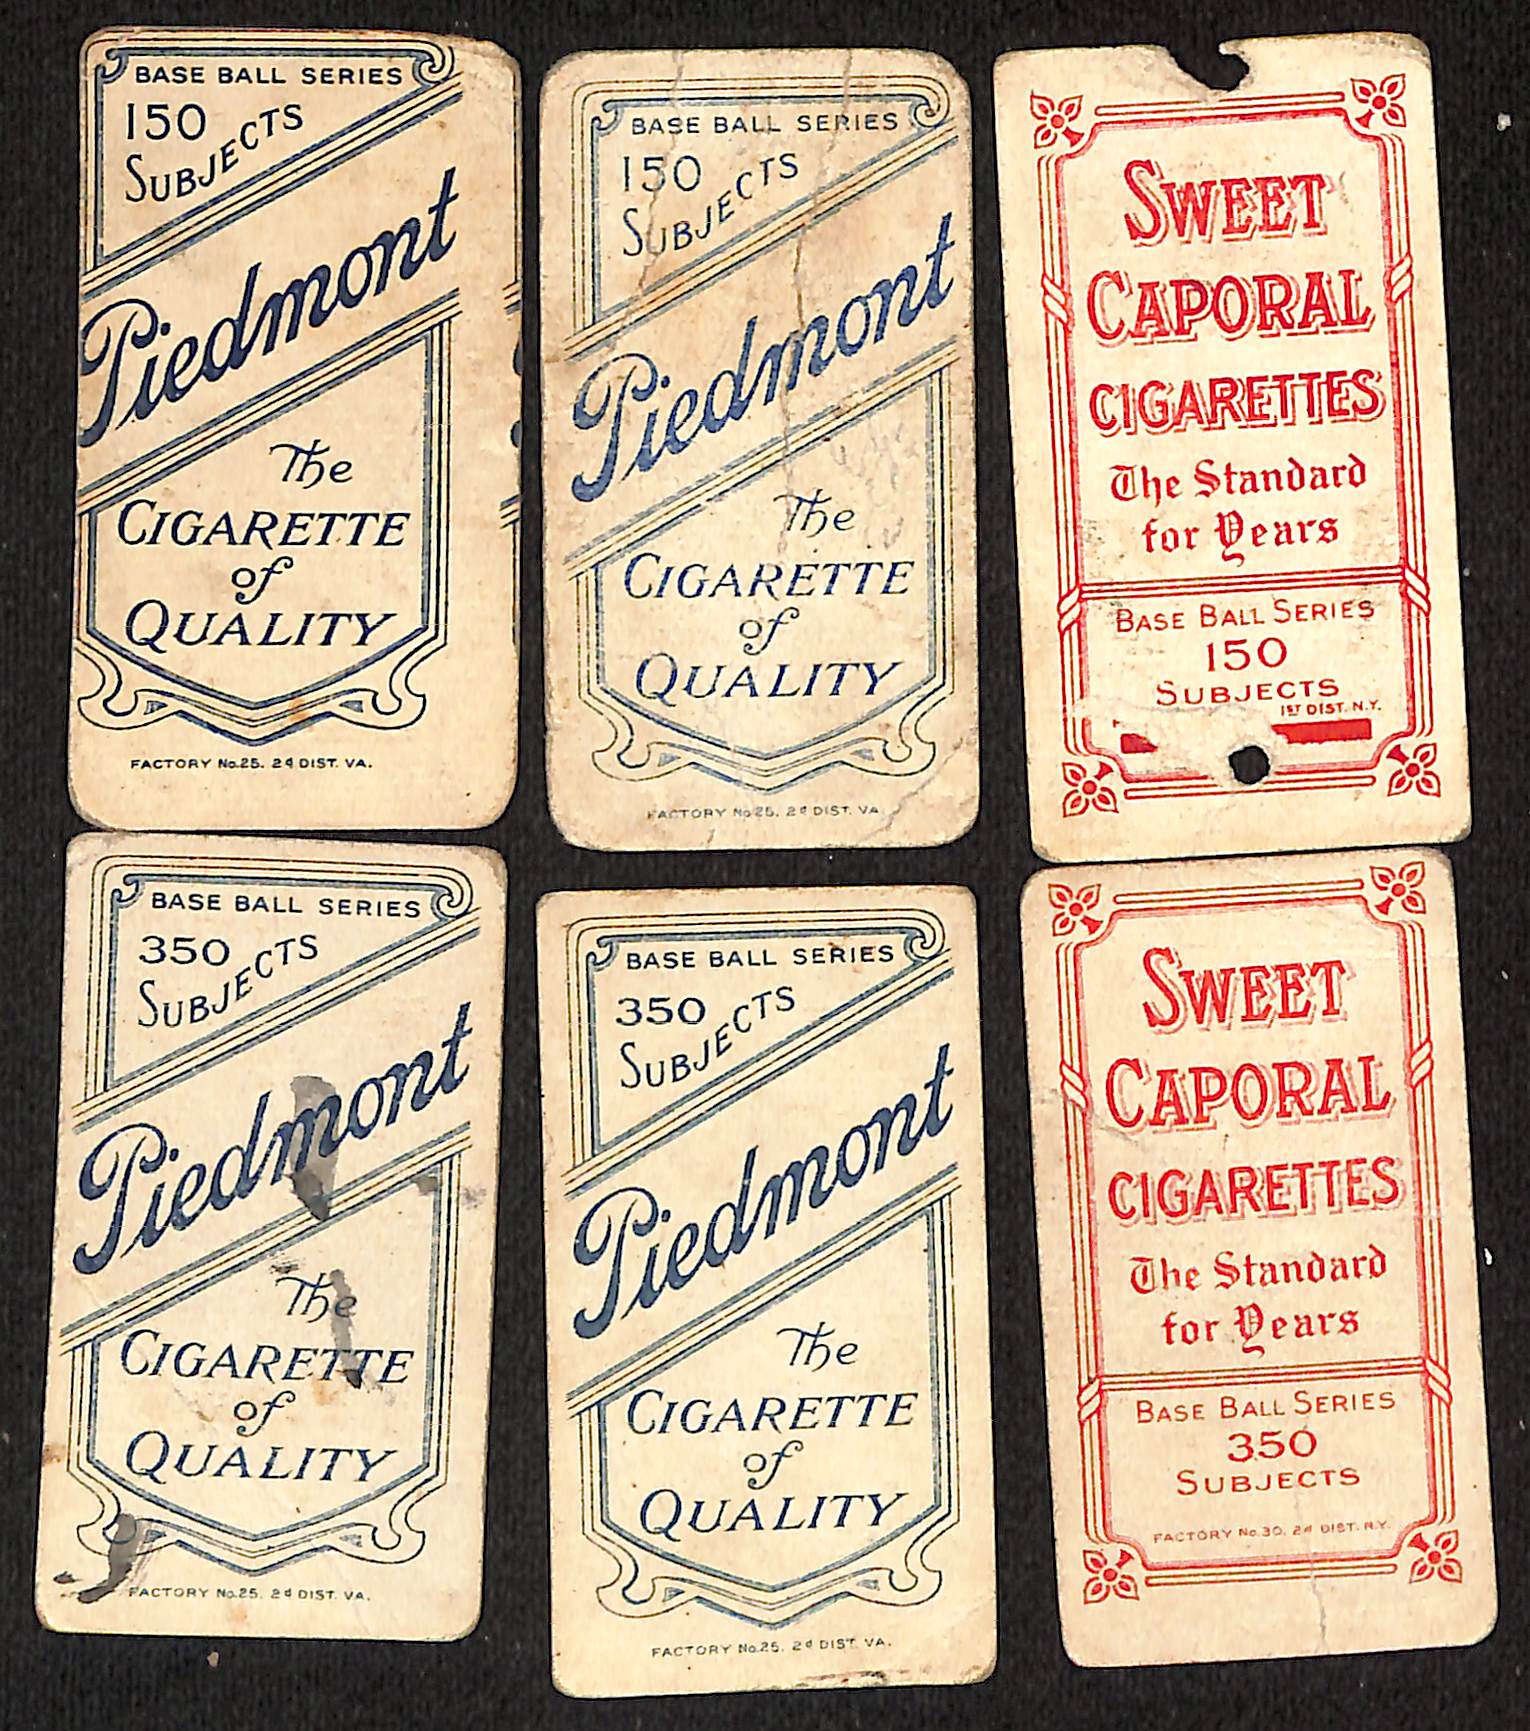 BASE BALL SERIES
150
SUBJECTS
Piedmont
The
CIGARETTE
of
QUALITY
FACTORY No.25. 2d DIST. VA.
BASE BALL SERIES
150
SUBJECTS
Piedmont
The
CIGARETTE
of
QUALITY
FACTORY No.25. 2d DIST. VA.
SWEET
CAPORAL
CIGARETTES
The Standard
for Years
BASE BALL SERIES
150
SUBJECTS
1ST DIST. N.Y.
BASE BALL SERIES
350
SUBJECTS
Piedmont
The
CIGARETTE
of
QUALITY
FACTORY No.25. 2d DIST. VA.
BASE BALL SERIES
350
SUBJECTS
Piedmont
The
CIGARETTE
of
QUALITY
FACTORY No.25. 2d DIST. VA.
SWEET
CAPORAL
CIGARETTES
The Standard
for Years
BASE BALL SERIES
350
SUBJECTS
FACTORY No.30. 2d DIST. N.Y.